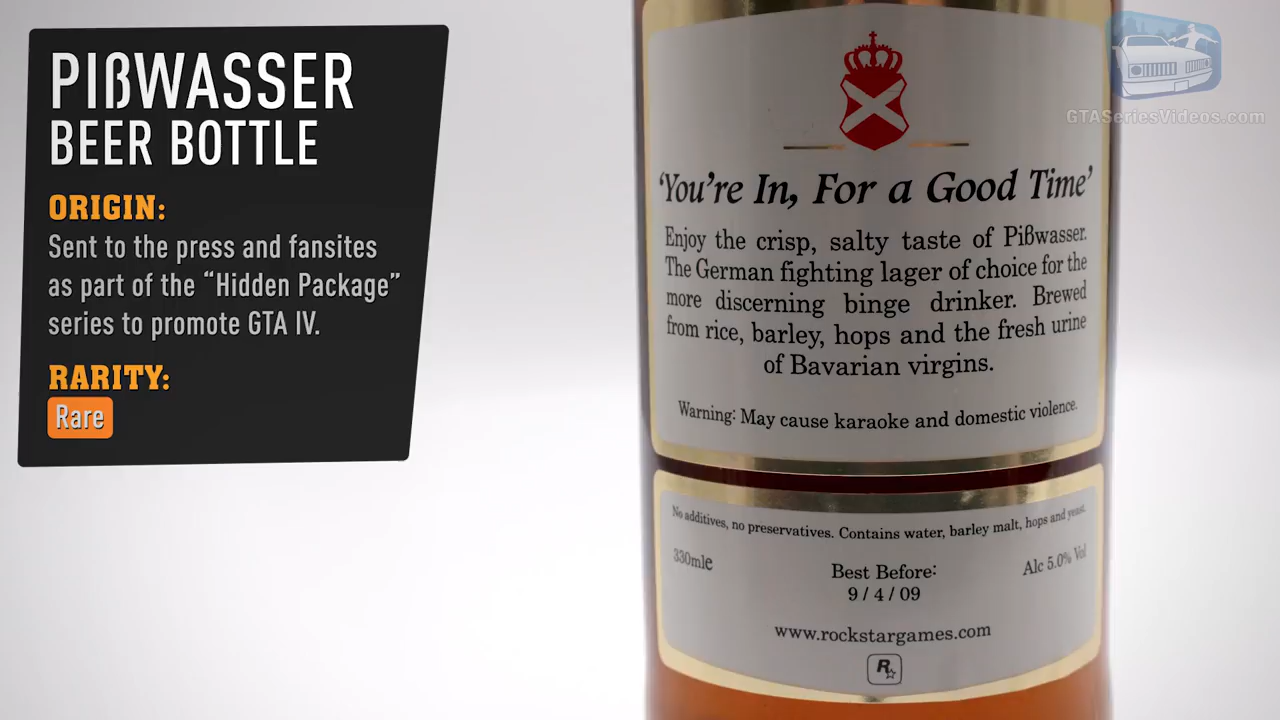 PIßWASSER
BEER BOTTLE
ORIGIN:
Sent to the press and fansites
as part of the “Hidden Package”
series to promote GTA IV.
RARITY:
Rare
GTASeriesVideos.com
‘You’re In, For a Good Time’
Enjoy the crisp, salty taste of Pißwasser.
The German fighting lager of choice for the
more discerning binge drinker. Brewed
from rice, barley, hops and the fresh urine
of Bavarian virgins.
Warning: May cause karaoke and domestic violence.
No additives, no preservatives. Contains water, barley malt, hops and yeast.
330mle
Alc 5.0% Vol
Best Before:
9 / 4 / 09
www.rockstargames.com
R